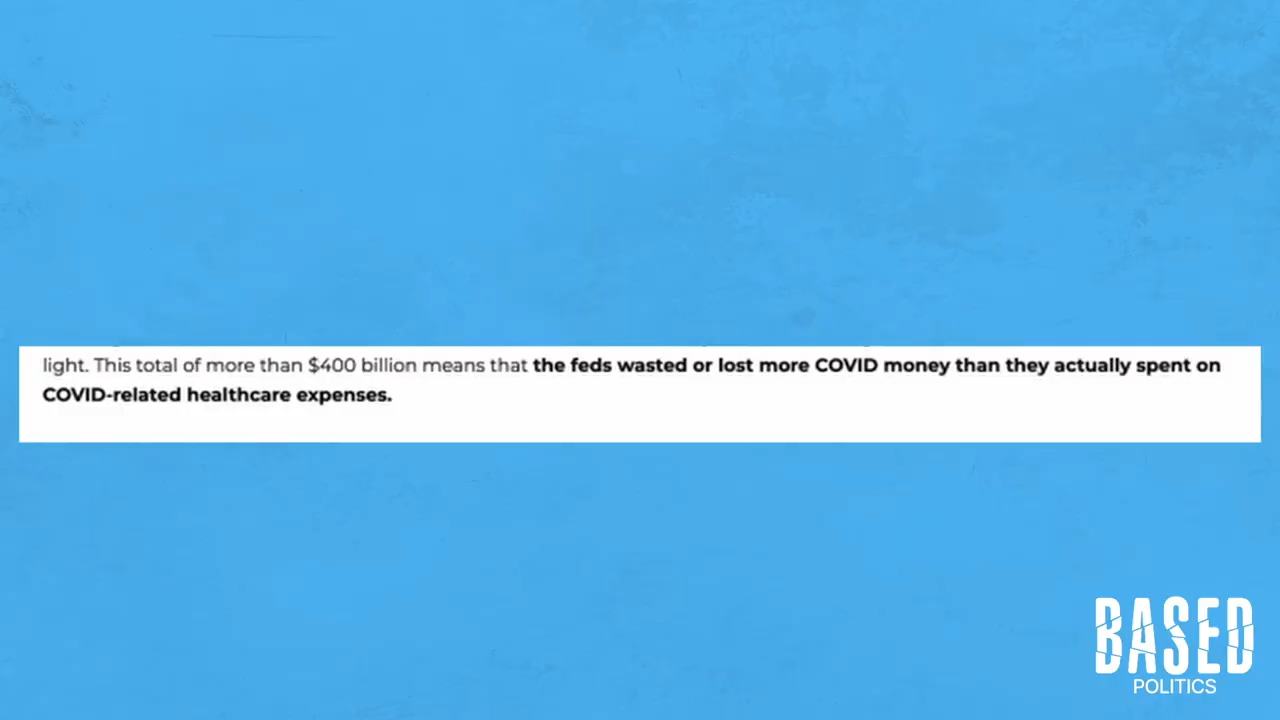 light. This total of more than $400 billion means that the feds wasted or lost more COVID money than they actually spent on
COVID-related healthcare expenses.
BASED
POLITICS